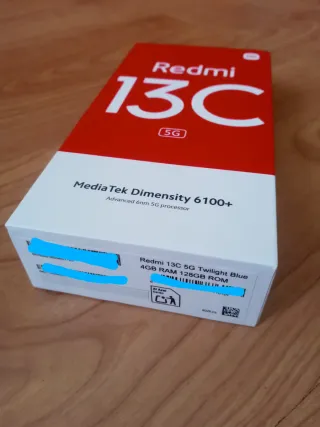 Redmi
13C
5G
MediaTek Dimensity 6100+
Advanced 6nm 5G processor
Redmi 13C 5G Twilight Blue
4GB RAM 128GB ROM